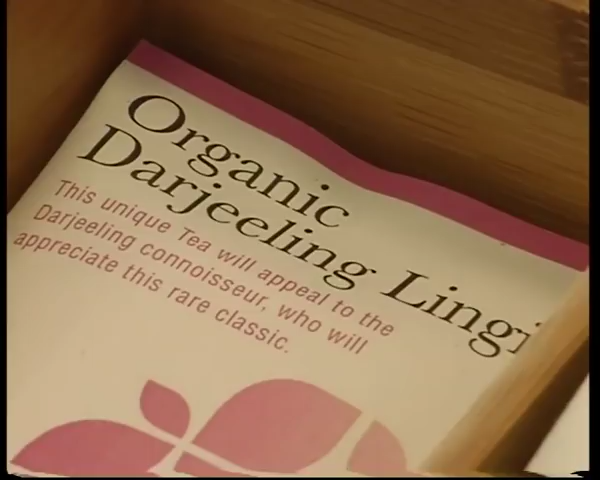 Organic
Darjeeling Lingi
This unique Tea will appeal to the
Darjeeling connoisseur, who will
appreciate this rare classic.